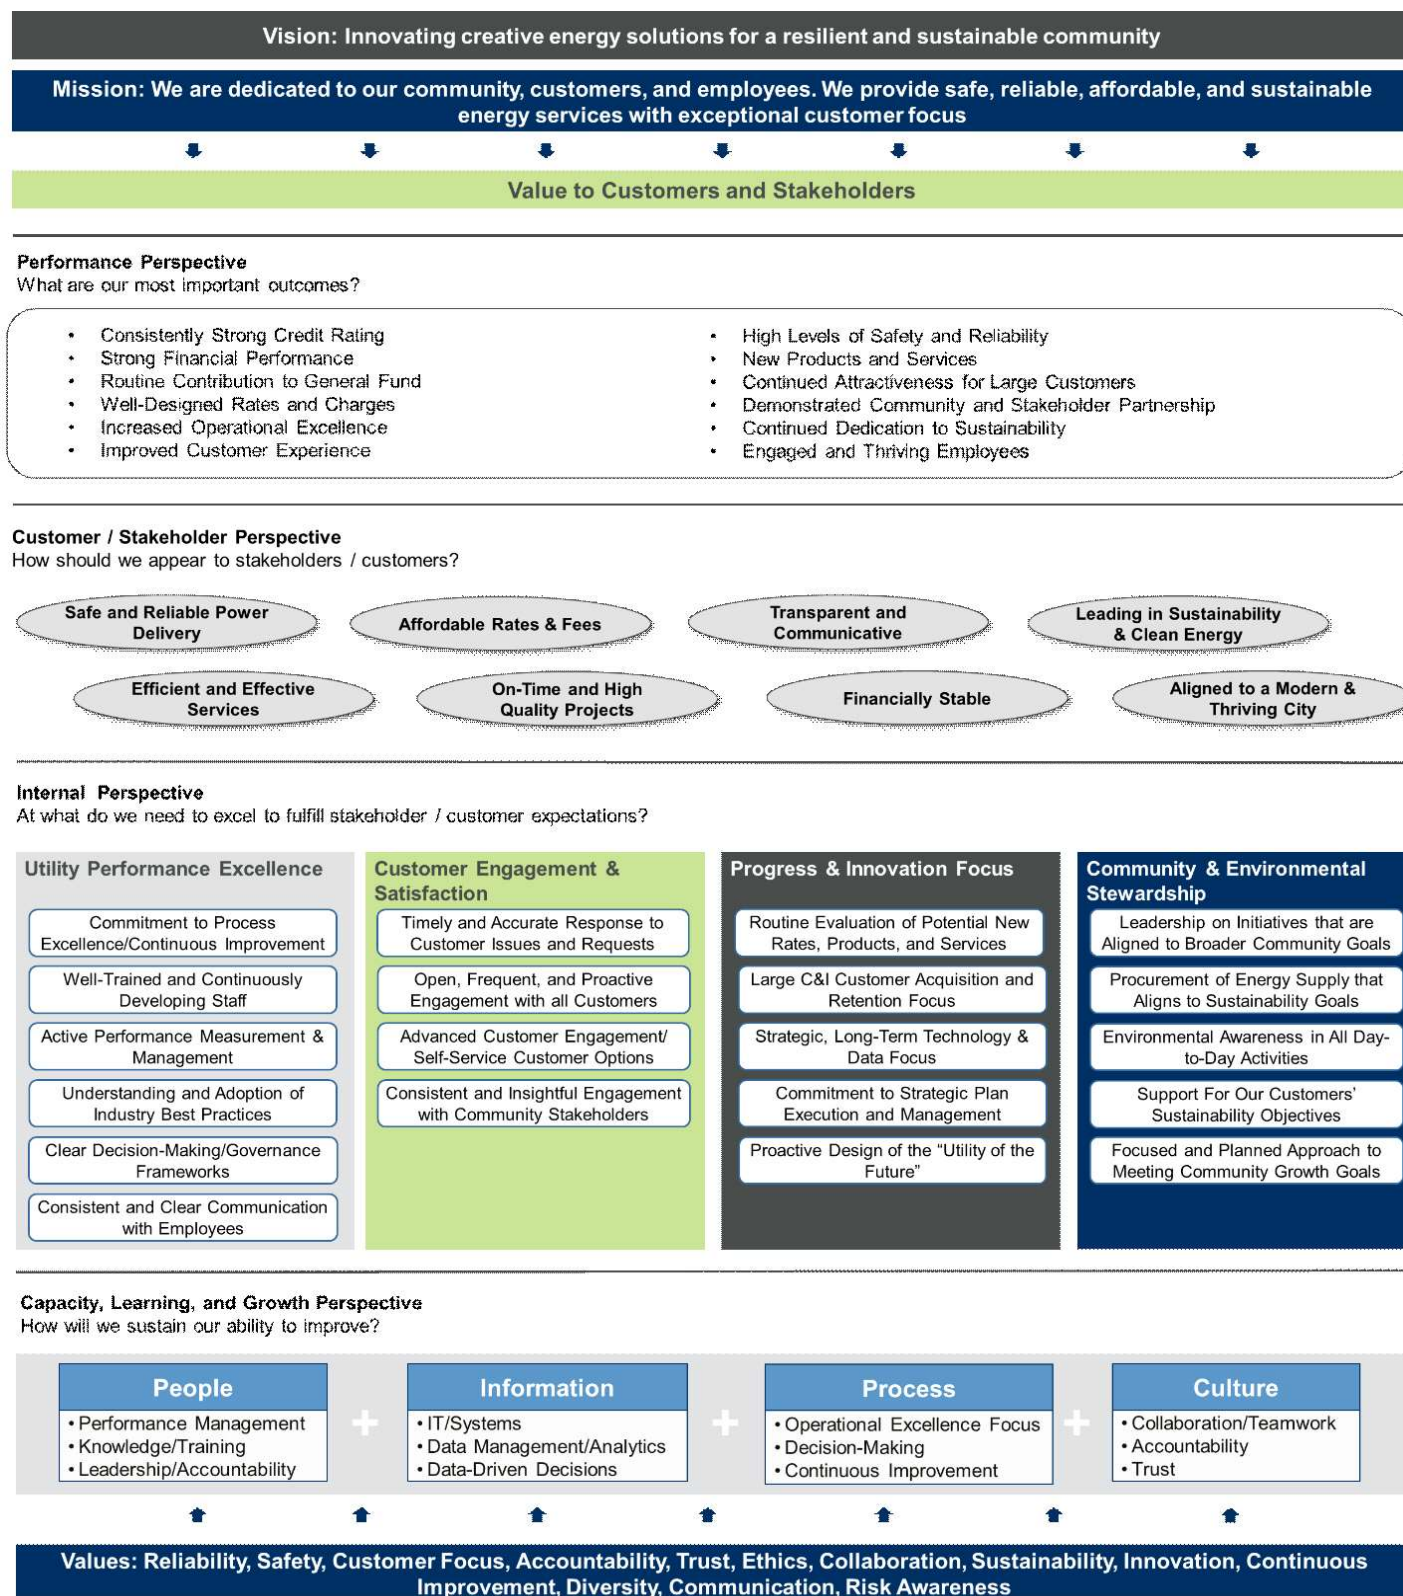 Vision: Innovating creative energy solutions for a resilient and sustainable community
Mission: We are dedicated to our community, customers, and employees. We provide safe, reliable, affordable, and sustainable
energy services with exceptional customer focus
Value to Customers and Stakeholders
Performance Perspective
What are our most important outcomes?
• Consistently Strong Credit Rating
• Strong Financial Performance
• Routine Contribution to General Fund
• Well-Designed Rates and Charges
• Increased Operational Excellence
• Improved Customer Experience
• High Levels of Safety and Reliability
• New Products and Services
• Continued Attractiveness for Large Customers
• Demonstrated Community and Stakeholder Partnership
• Continued Dedication to Sustainability
• Engaged and Thriving Employees
Customer / Stakeholder Perspective
How should we appear to stakeholders / customers?
Safe and Reliable Power
Delivery
Affordable Rates & Fees
Transparent and
Communicative
Leading in Sustainability
& Clean Energy
Efficient and Effective
Services
On-Time and High
Quality Projects
Financially Stable
Aligned to a Modern &
Thriving City
Internal Perspective
At what do we need to excel to fulfill stakeholder / customer expectations?
Utility Performance Excellence
Commitment to Process
Excellence/Continuous Improvement
Well-Trained and Continuously
Developing Staff
Active Performance Measurement &
Management
Understanding and Adoption of
Industry Best Practices
Clear Decision-Making/Governance
Frameworks
Consistent and Clear Communication
with Employees
Customer Engagement &
Satisfaction
Timely and Accurate Response to
Customer Issues and Requests
Open, Frequent, and Proactive
Engagement with all Customers
Advanced Customer Engagement/
Self-Service Customer Options
Consistent and Insightful Engagement
with Community Stakeholders
Progress & Innovation Focus
Routine Evaluation of Potential New
Rates, Products, and Services
Large C&I Customer Acquisition and
Retention Focus
Strategic, Long-Term Technology &
Data Focus
Commitment to Strategic Plan
Execution and Management
Proactive Design of the “Utility of the
Future”
Community & Environmental
Stewardship
Leadership on Initiatives that are
Aligned to Broader Community Goals
Procurement of Energy Supply that
Aligns to Sustainability Goals
Environmental Awareness in All Day-
to-Day Activities
Support For Our Customers’
Sustainability Objectives
Focused and Planned Approach to
Meeting Community Growth Goals
Capacity, Learning, and Growth Perspective
How will we sustain our ability to improve?
People
• Performance Management
• Knowledge/Training
• Leadership/Accountability
+
Information
• IT/Systems
• Data Management/Analytics
• Data-Driven Decisions
+
Process
• Operational Excellence Focus
• Decision-Making
• Continuous Improvement
+
Culture
• Collaboration/Teamwork
• Accountability
• Trust
Values: Reliability, Safety, Customer Focus, Accountability, Trust, Ethics, Collaboration, Sustainability, Innovation, Continuous
Improvement, Diversity, Communication, Risk Awareness